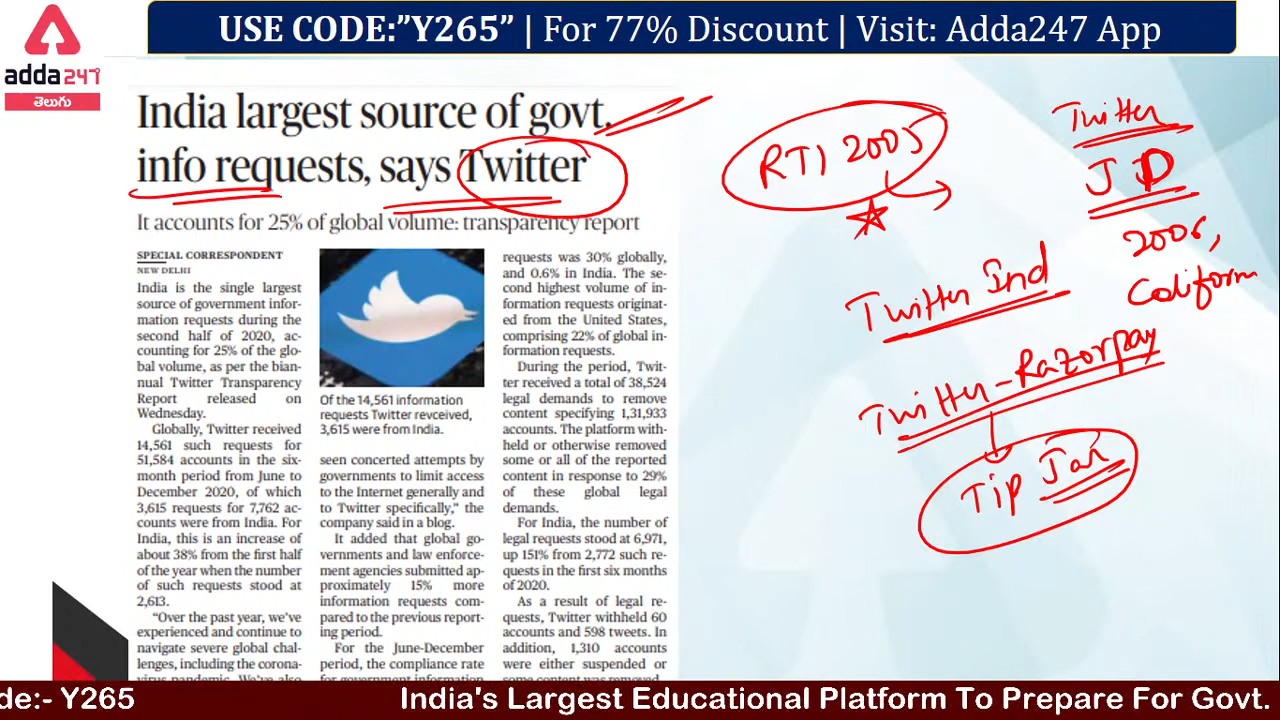 USE CODE:”Y265” | For 77% Discount | Visit: Adda247 App
adda247
తెలుగు
India largest source of govt.
info requests, says Twitter
It accounts for 25% of global volume: transparency report
SPECIAL CORRESPONDENT
NEW DELHI
India is the single largest
source of government infor-
mation requests during the
second half of 2020, ac-
counting for 25% of the glo-
bal volume, as per the bian-
nual Twitter Transparency
Report released on
Wednesday.
Globally, Twitter received
14,561 such requests for
51,584 accounts in the six-
month period from June to
December 2020, of which
3,615 requests for 7,762 ac-
counts were from India. For
India, this is an increase of
about 38% from the first half
of the year when the number
of such requests stood at
2,613.
“Over the past year, we’ve
experienced and continue to
navigate severe global chal-
lenges, including the corona-
virus pandemic. We’ve also
Of the 14,561 information
requests Twitter revceived,
3,615 were from India.
seen concerted attempts by
governments to limit access
to the Internet generally and
to Twitter specifically,” the
company said in a blog.
It added that global go-
vernments and law enforce-
ment agencies submitted ap-
proximately 15% more
information requests com-
pared to the previous report-
ing period.
For the June-December
period, the compliance rate
for government information
requests was 30% globally,
and 0.6% in India. The se-
cond highest volume of in-
formation requests originat-
ed from the United States,
comprising 22% of global in-
formation requests.
During the period, Twit-
ter received a total of 38,524
legal demands to remove
content specifying 1,31,933
accounts. The platform with-
held or otherwise removed
some or all of the reported
content in response to 29%
of these global legal
demands.
For India, the number of
legal requests stood at 6,971,
up 151% from 2,772 such re-
quests in the first six months
of 2020.
As a result of legal re-
quests, Twitter withheld 60
accounts and 598 tweets. In
addition, 1,310 accounts
were either suspended or
some content was removed
RTI 2005
Twitter
J D
2006,
Californ
Twitter Ind
Twitter-Razorpay
Tip Jar
de:- Y265
India's Largest Educational Platform To Prepare For Govt.